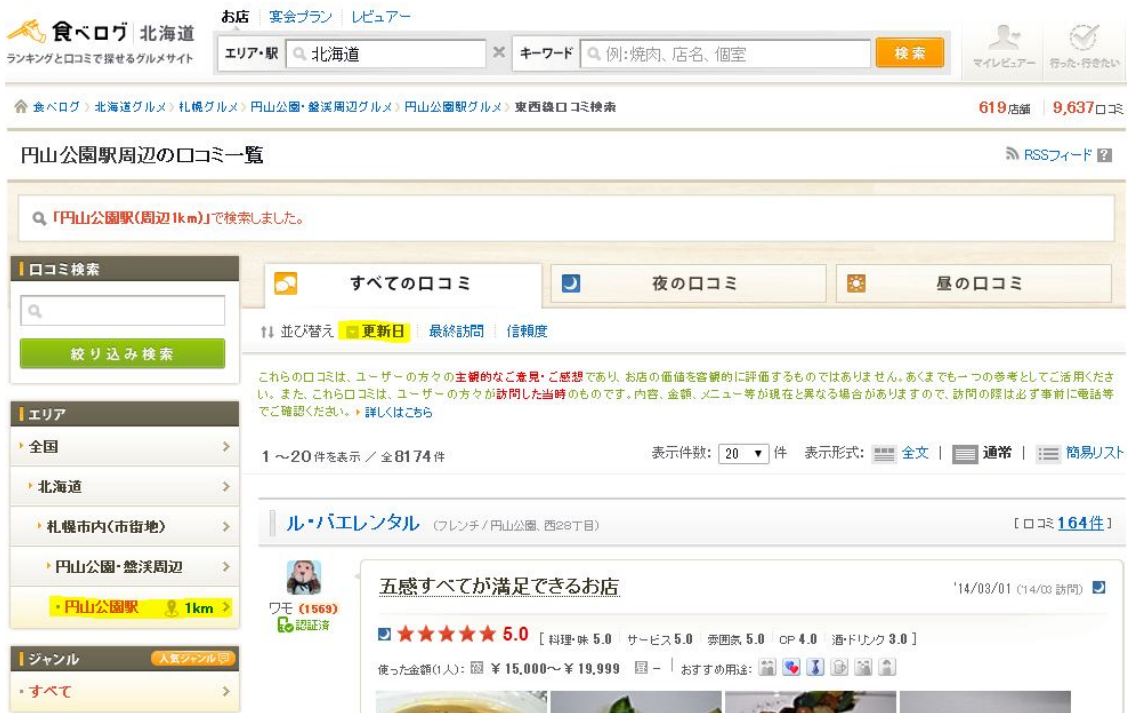 お店 宴会プラン レビュアー
食べログ 北海道
ランキングと口コミで探せるグルメサイト
エリア・駅 北海道 × キーワード 例:焼肉、店名、個室 検索
マイレビュアー 行った・行きたい
食べログ 北海道グルメ 札幌グルメ 円山公園・盤渓周辺グルメ 円山公園駅グルメ 東西線口コミ検索
619店舗 9,637口コミ
円山公園駅周辺の口コミ一覧
RSSフィード ?
「円山公園駅(周辺1km)」で検索しました。
口コミ検索
絞り込み検索
エリア
全国
北海道
札幌市内(市街地)
円山公園・盤渓周辺
円山公園駅 1km
ジャンル 人気ジャンル
すべて
すべての口コミ 夜の口コミ 昼の口コミ
並び替え 更新日 最終訪問 信頼度
これらの口コミは、ユーザーの方々の主観的なご意見・ご感想であり、お店の価値を客観的に評価するものではありません。あくまでも一つの参考としてご活用くださ
い。また、これら口コミは、ユーザーの方々が訪問した当時のものです。内容、金額、メニュー等が現在と異なる場合がありますので、訪問の際は必ず事前に電話等
でご確認ください。 詳しくはこちら
1～20件を表示 / 全8174件
表示件数: 20 ▼ 件 表示形式: 全文 | 通常 | 簡易リスト
ル・バエレンタル (フレンチ / 円山公園、西28丁目)
[ 口コミ164件 ]
ワモ (1569)
認証済
五感すべてが満足できるお店
'14/03/01 ('14/03 訪問)
★★★★★ 5.0 [ 料理・味 5.0 サービス 5.0 雰囲気 5.0 CP 4.0 酒・ドリンク 3.0 ]
使った金額(1人): 夜 ¥15,000～¥19,999 昼 - おすすめ用途: